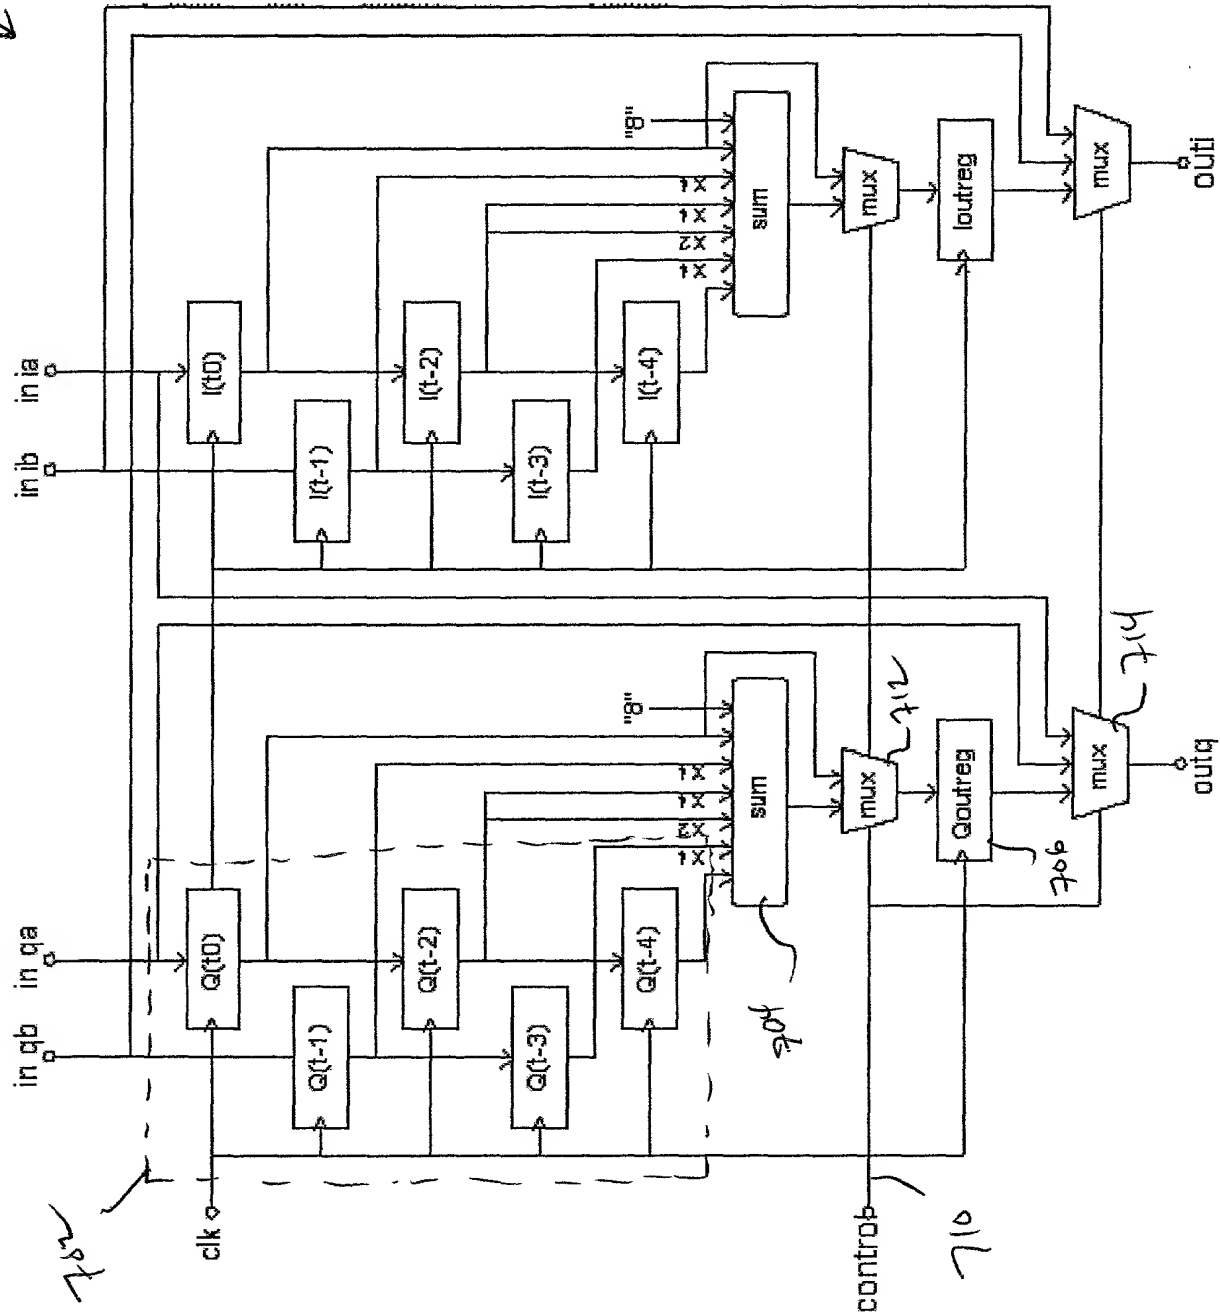 in qb
in qa
in ib
in ia
clk
Q(t0)
I(t0)
Q(t-1)
I(t-1)
Q(t-2)
I(t-2)
Q(t-3)
I(t-3)
Q(t-4)
I(t-4)
"8"
X1
X1
X2
X1
"8"
X1
X1
X2
X1
sum
704
sum
control
mux
712
mux
710
Qoutreg
706
Ioutreg
mux
714
mux
outq
outi
702